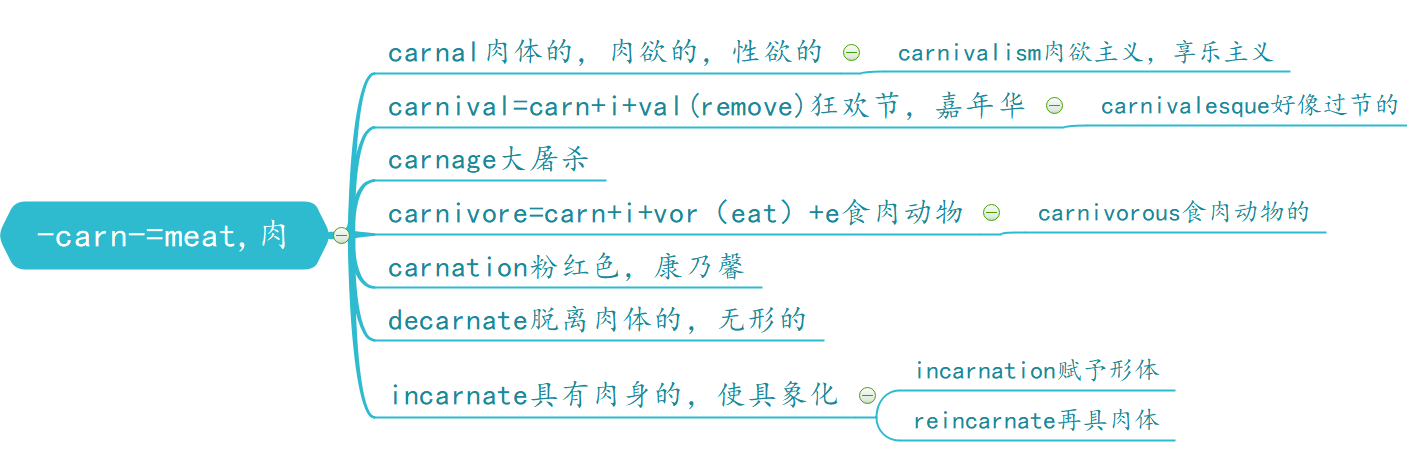 -carn-=meat,肉
carnal肉体的，肉欲的，性欲的
carnivalism肉欲主义，享乐主义
carnival=carn+i+val(remove)狂欢节，嘉年华
carnivalesque好像过节的
carnage大屠杀
carnivore=carn+i+vor（eat）+e食肉动物
carnivorous食肉动物的
carnation粉红色，康乃馨
decarnate脱离肉体的，无形的
incarnate具有肉身的，使具象化
incarnation赋予形体
reincarnate再具肉体